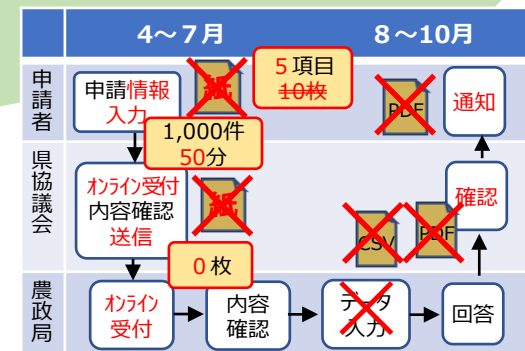 4～7月
８～10月
申請者
申請情報
入力
紙
５項目
10枚
PDF
通知
1,000件
50分
県協議会
オンライン受付
内容確認
送信
紙
CSV
PDF
確認
０枚
農政局
オンライン
受付
内容
確認
データ
入力
回答